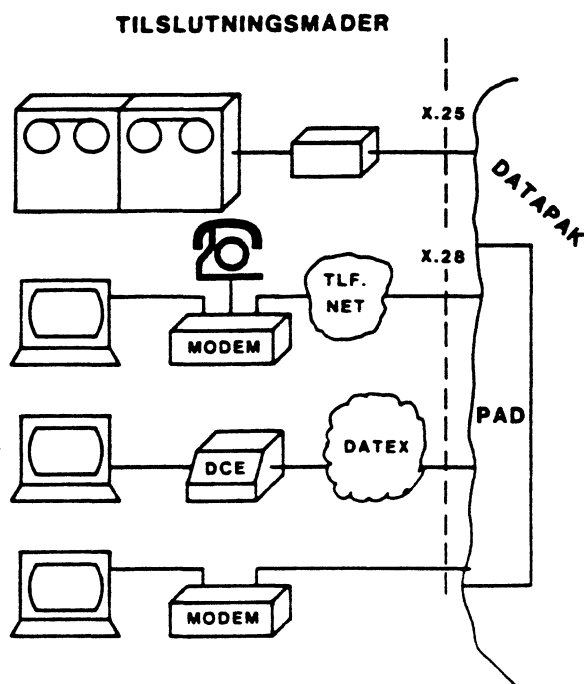 TILSLUTNINGSMADER
X.25
DATAPAK
X.28
TLF.
NET
MODEM
PAD
DATEX
DCE
MODEM